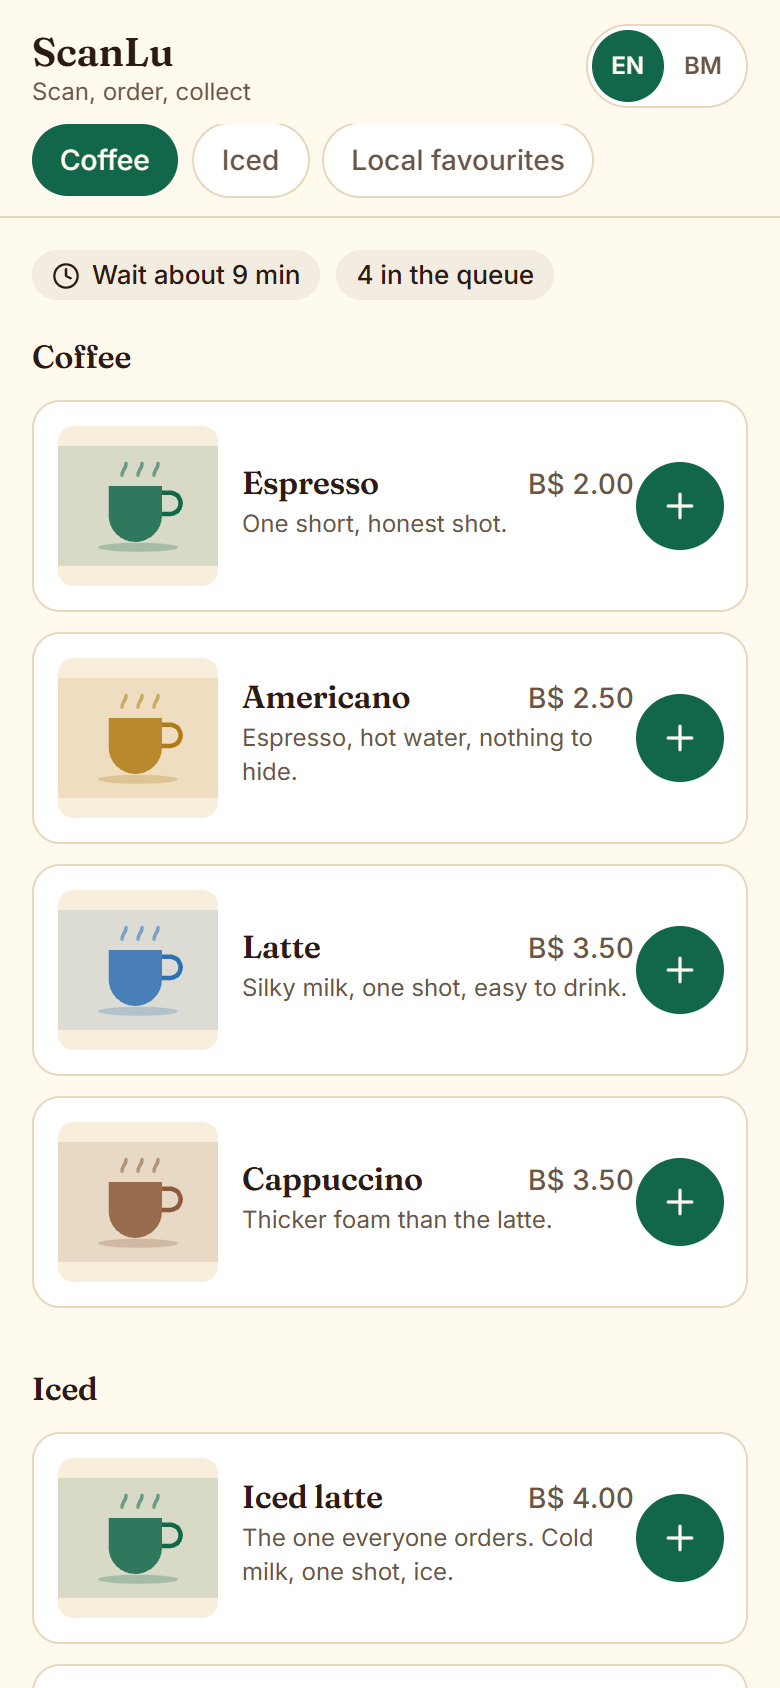 ScanLu
Scan, order, collect
EN
BM
Coffee
Iced
Local favourites
Wait about 9 min
4 in the queue
Coffee
Espresso
B$ 2.00
One short, honest shot.
Americano
B$ 2.50
Espresso, hot water, nothing to
hide.
Latte
B$ 3.50
Silky milk, one shot, easy to drink.
Cappuccino
B$ 3.50
Thicker foam than the latte.
Iced
Iced latte
B$ 4.00
The one everyone orders. Cold
milk, one shot, ice.